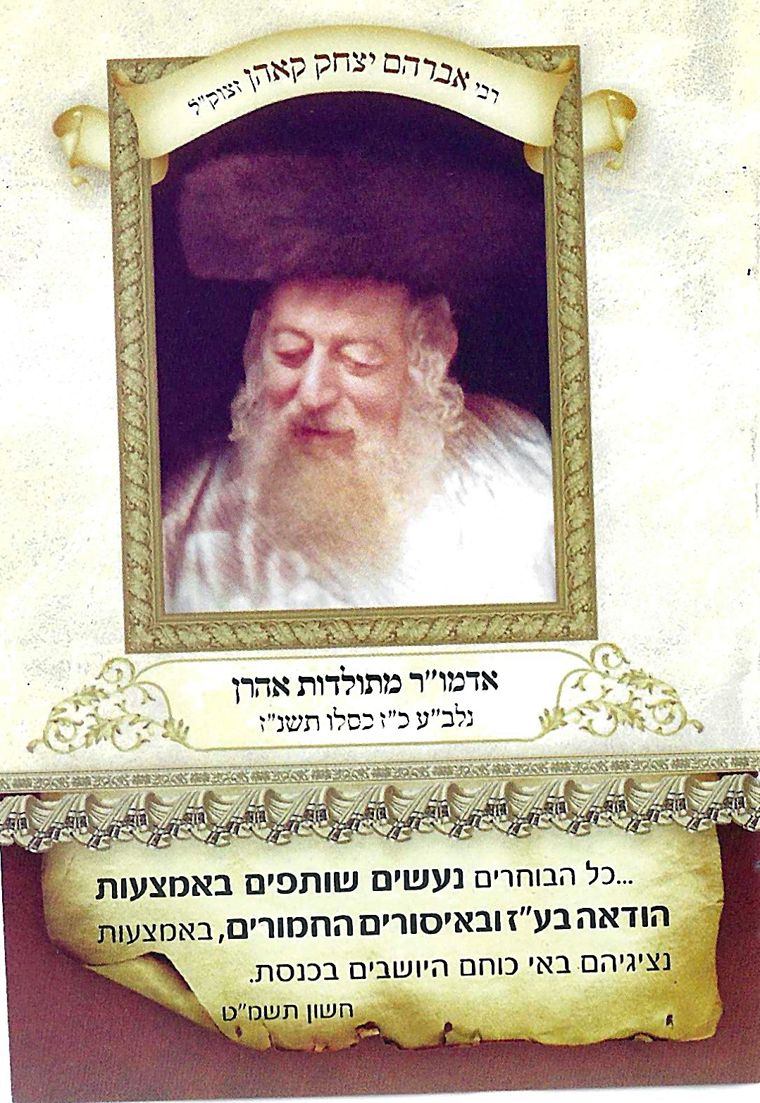 רבי אברהם יצחק קאהן זצוק"ל
אדמו"ר מתולדות אהרן
נלב"ע כ"ז כסלו תשנ"ז
...כל הבוחרים נעשים שותפים באמצעות
הודאה בע"ז ובאיסורים החמורים, באמצעות
נציגיהם באי כוחם היושבים בכנסת.
חשון תשמ"ט